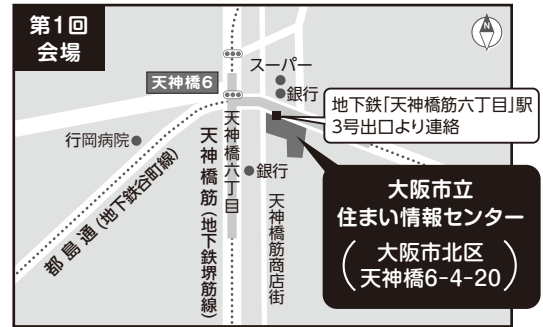 第1回
会場
スーパー
天神橋6
銀行
地下鉄「天神橋筋六丁目」駅
3号出口より連絡
行岡病院
天神橋六丁目
銀行
都島通(地下鉄谷町線)
天神橋筋(地下鉄堺筋線)
天神橋筋商店街
大阪市立
住まい情報センター
(大阪市北区
天神橋6-4-20)